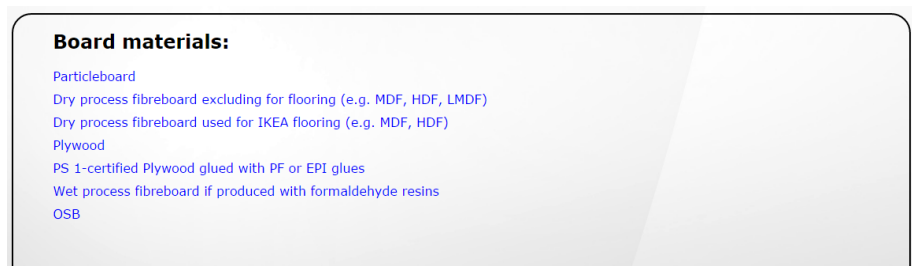 Board materials:
Particleboard
Dry process fibreboard excluding for flooring (e.g. MDF, HDF, LMDF)
Dry process fibreboard used for IKEA flooring (e.g. MDF, HDF)
Plywood
PS 1-certified Plywood glued with PF or EPI glues
Wet process fibreboard if produced with formaldehyde resins
OSB